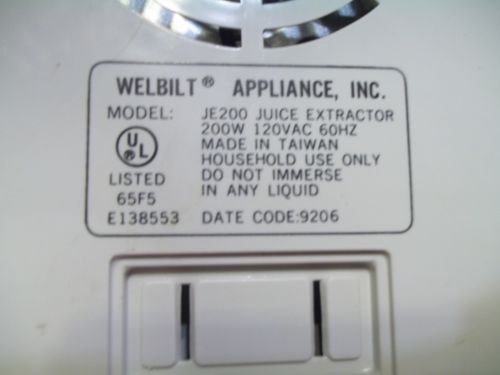 WELBILT® APPLIANCE, INC.
MODEL: JE200 JUICE EXTRACTOR
200W 120VAC 60HZ
UL MADE IN TAIWAN
HOUSEHOLD USE ONLY
LISTED DO NOT IMMERSE
65F5 IN ANY LIQUID
E138553 DATE CODE:9206